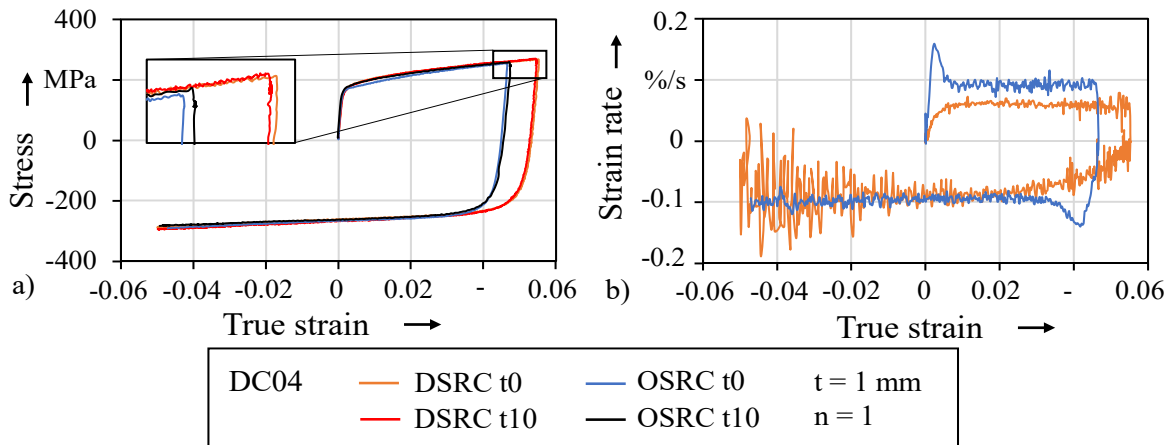 400
MPa
0
-200
-400
Stress
-0.06 -0.04 -0.02 0 0.02 - 0.06
True strain
a)
0.2
%/s
0
-0.1
-0.2
Strain rate
-0.06 -0.04 -0.02 0 0.02 - 0.06
True strain
b)
DC04 DSRC t0 OSRC t0 t = 1 mm
DSRC t10 OSRC t10 n = 1